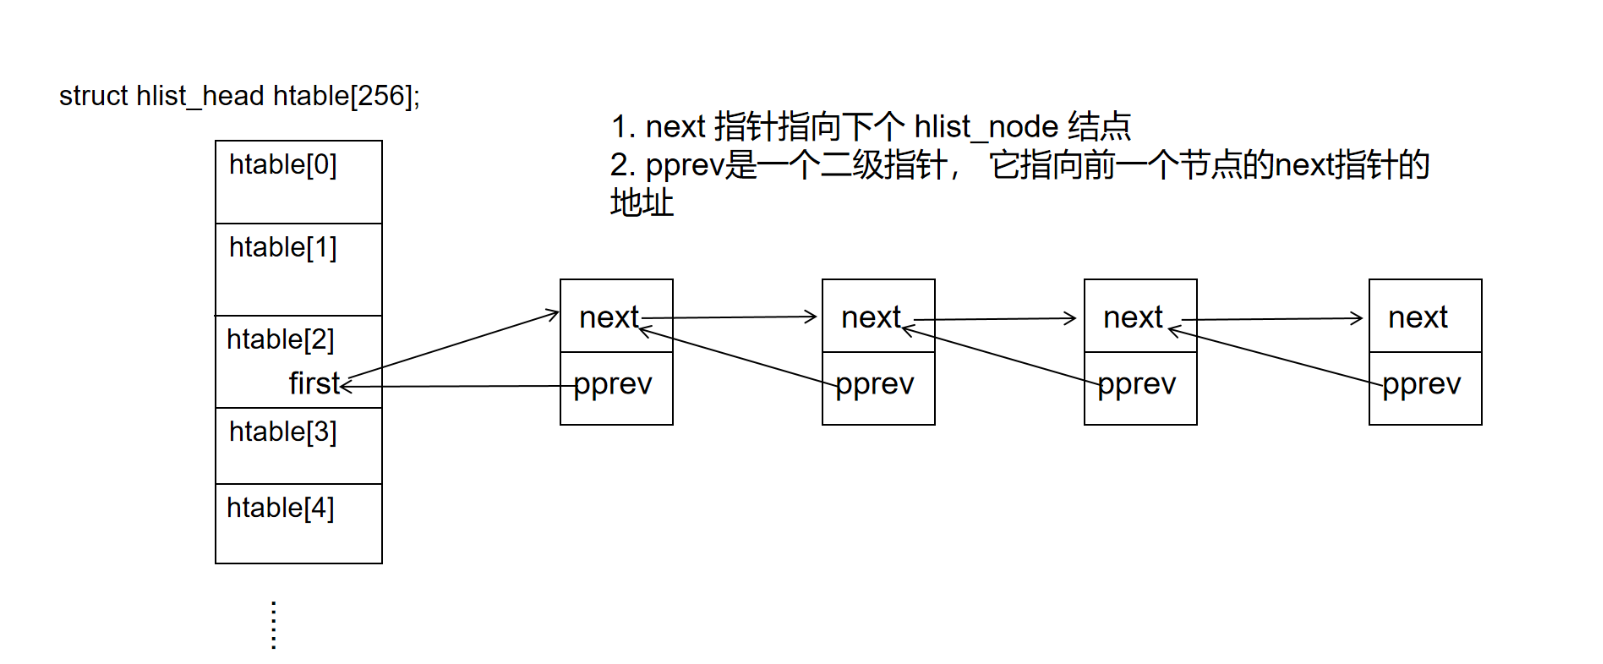 struct hlist_head htable[256];
1. next 指针指向下个 hlist_node 结点
2. pprev是一个二级指针， 它指向前一个节点的next指针的
地址
htable[0]
htable[1]
htable[2]
first
htable[3]
htable[4]
next
next
next
next
pprev
pprev
pprev
pprev